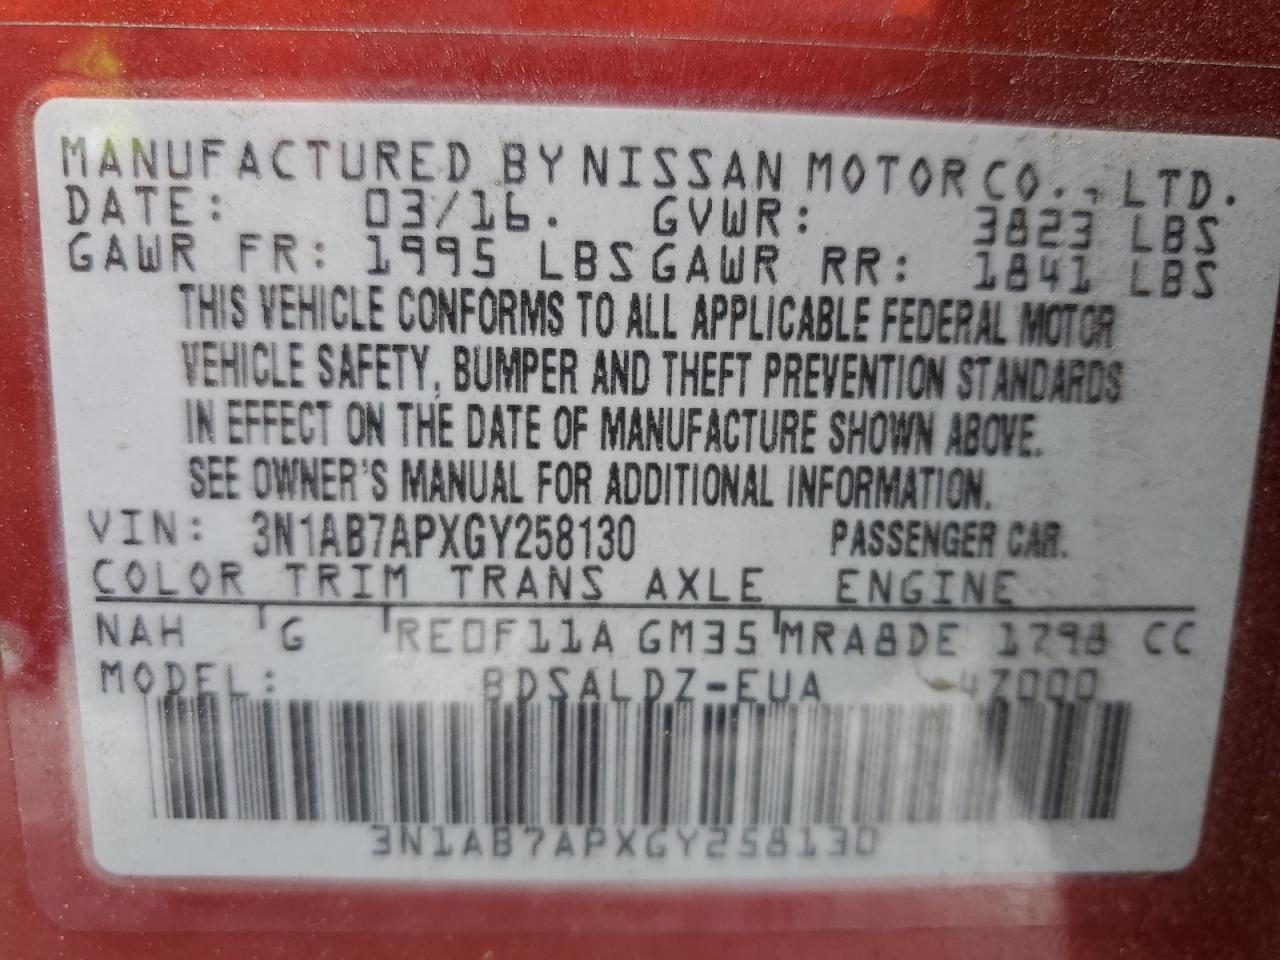 MANUFACTURED BY NISSAN MOTOR CO., LTD.
DATE: 03/16. GVWR: 3823 LBS
GAWR FR: 1995 LBS GAWR RR: 1841 LBS
THIS VEHICLE CONFORMS TO ALL APPLICABLE FEDERAL MOTOR
VEHICLE SAFETY, BUMPER AND THEFT PREVENTION STANDARDS
IN EFFECT ON THE DATE OF MANUFACTURE SHOWN ABOVE.
SEE OWNER'S MANUAL FOR ADDITIONAL INFORMATION.
VIN: 3N1AB7APXGY258130 PASSENGER CAR.
COLOR TRIM TRANS AXLE ENGINE
NAH G RE0F11A GM35 MRA8DE 1798 CC
MODEL: BDSALDZ-EUA
3N1AB7APXGY258130